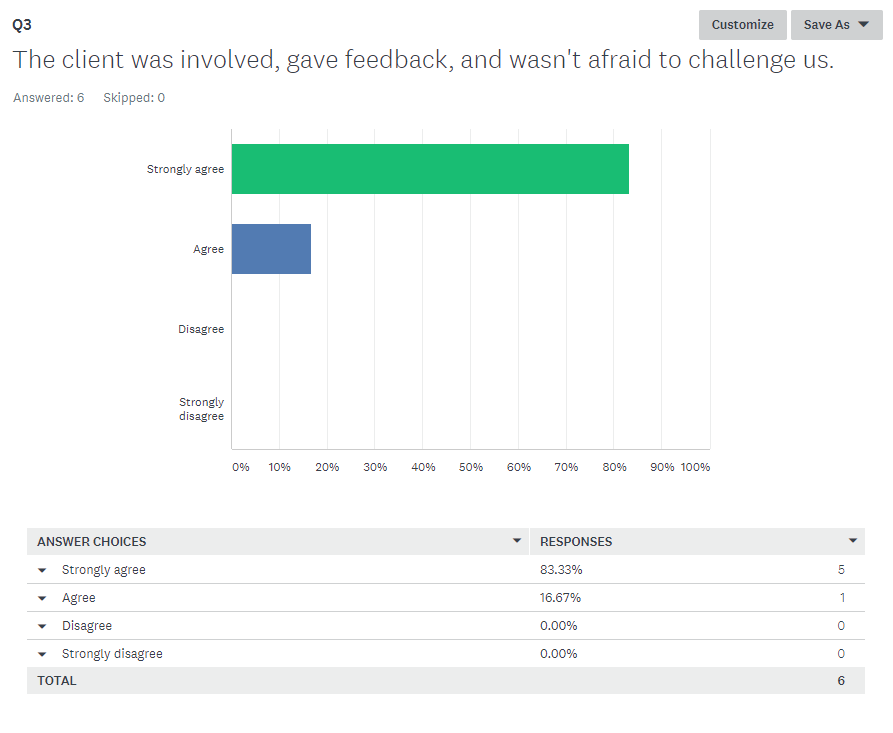 Q3
Customize
Save As
The client was involved, gave feedback, and wasn't afraid to challenge us.
Answered: 6 Skipped: 0
Strongly agree
Agree
Disagree
Strongly
disagree
0% 10% 20% 30% 40% 50% 60% 70% 80% 90% 100%
ANSWER CHOICES RESPONSES
Strongly agree 83.33% 5
Agree 16.67% 1
Disagree 0.00% 0
Strongly disagree 0.00% 0
TOTAL 6